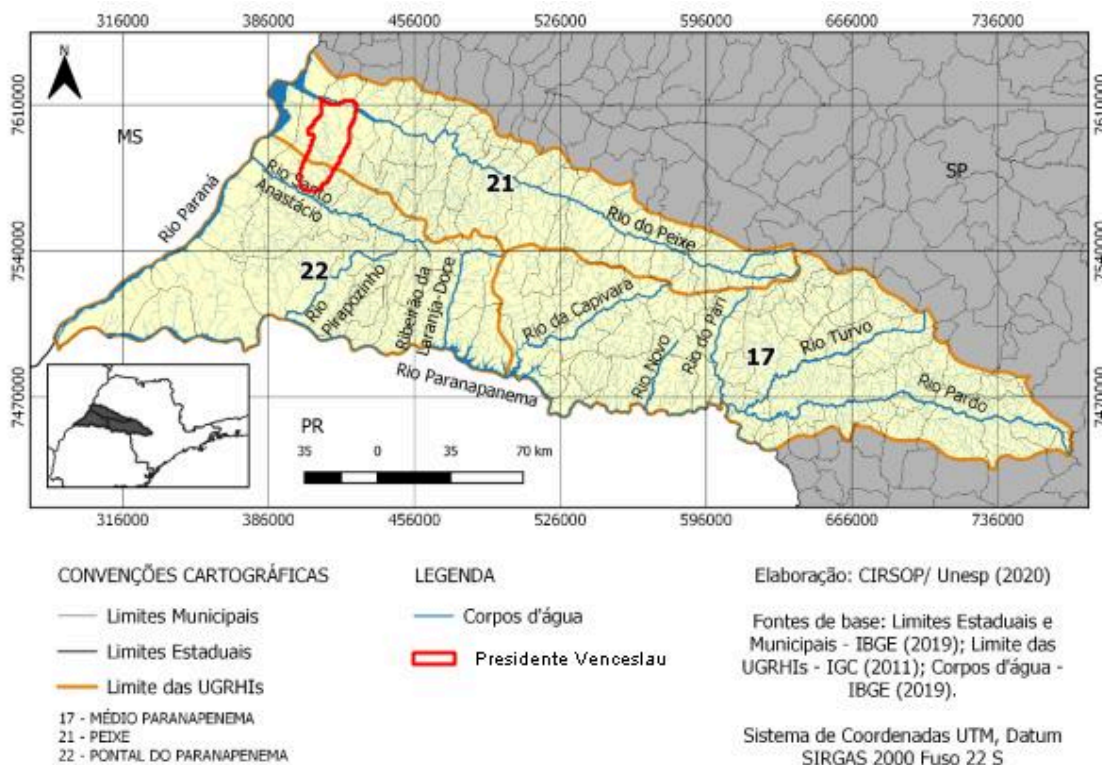 316000 386000 456000 526000 596000 666000 736000
N
7610000
7610000
MS
SP
21
Rio Santo
Anastácio
Rio Paraná
Rio do Peixe
7540000
7540000
22
Rio
Pirapozinho
Ribeirão da
Laranja-Doce
Rio da Capivara
Rio Novo
Rio do Pari
17
Rio Turvo
Rio Pardo
Rio Paranapanema
7470000
7470000
PR
35 0 35 70 km
316000 386000 456000 526000 596000 666000 736000
CONVENÇÕES CARTOGRÁFICAS
Limites Municipais
Limites Estaduais
Limite das UGRHIs
17 - MÉDIO PARANAPENEMA
21 - PEIXE
22 - PONTAL DO PARANAPENEMA
LEGENDA
Corpos d'água
Presidente Venceslau
Elaboração: CIRSOP/ Unesp (2020)
Fontes de base: Limites Estaduais e
Municipais - IBGE (2019); Limite das
UGRHIs - IGC (2011); Corpos d'água -
IBGE (2019).
Sistema de Coordenadas UTM, Datum
SIRGAS 2000 Fuso 22 S